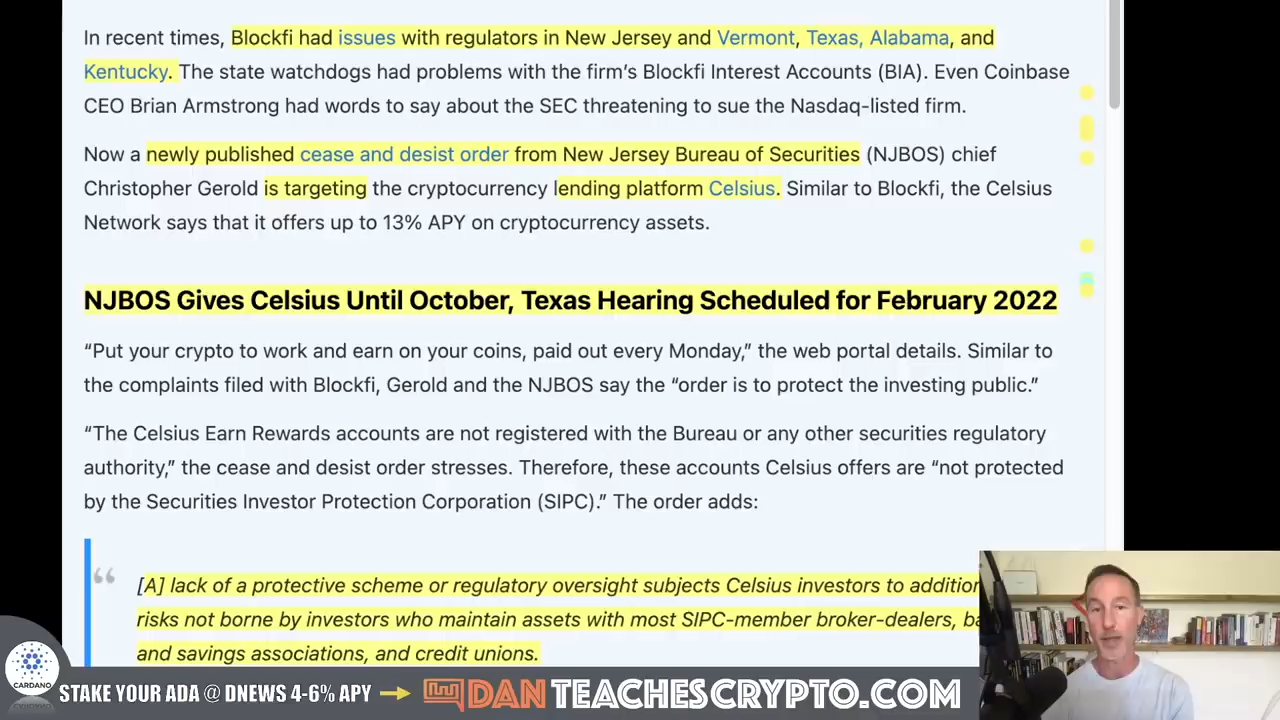 In recent times, Blockfi had issues with regulators in New Jersey and Vermont, Texas, Alabama, and
Kentucky. The state watchdogs had problems with the firm’s Blockfi Interest Accounts (BIA). Even Coinbase
CEO Brian Armstrong had words to say about the SEC threatening to sue the Nasdaq-listed firm.
Now a newly published cease and desist order from New Jersey Bureau of Securities (NJBOS) chief
Christopher Gerold is targeting the cryptocurrency lending platform Celsius. Similar to Blockfi, the Celsius
Network says that it offers up to 13% APY on cryptocurrency assets.
NJBOS Gives Celsius Until October, Texas Hearing Scheduled for February 2022
“Put your crypto to work and earn on your coins, paid out every Monday,” the web portal details. Similar to
the complaints filed with Blockfi, Gerold and the NJBOS say the “order is to protect the investing public.”
“The Celsius Earn Rewards accounts are not registered with the Bureau or any other securities regulatory
authority,” the cease and desist order stresses. Therefore, these accounts Celsius offers are “not protected
by the Securities Investor Protection Corporation (SIPC).” The order adds:
“
[A] lack of a protective scheme or regulatory oversight subjects Celsius investors to addition
risks not borne by investors who maintain assets with most SIPC-member broker-dealers, ba
and savings associations, and credit unions.
CARDANO
STAKE YOUR ADA @ DNEWS 4-6% APY
DANTEACHESCRYPTO.COM